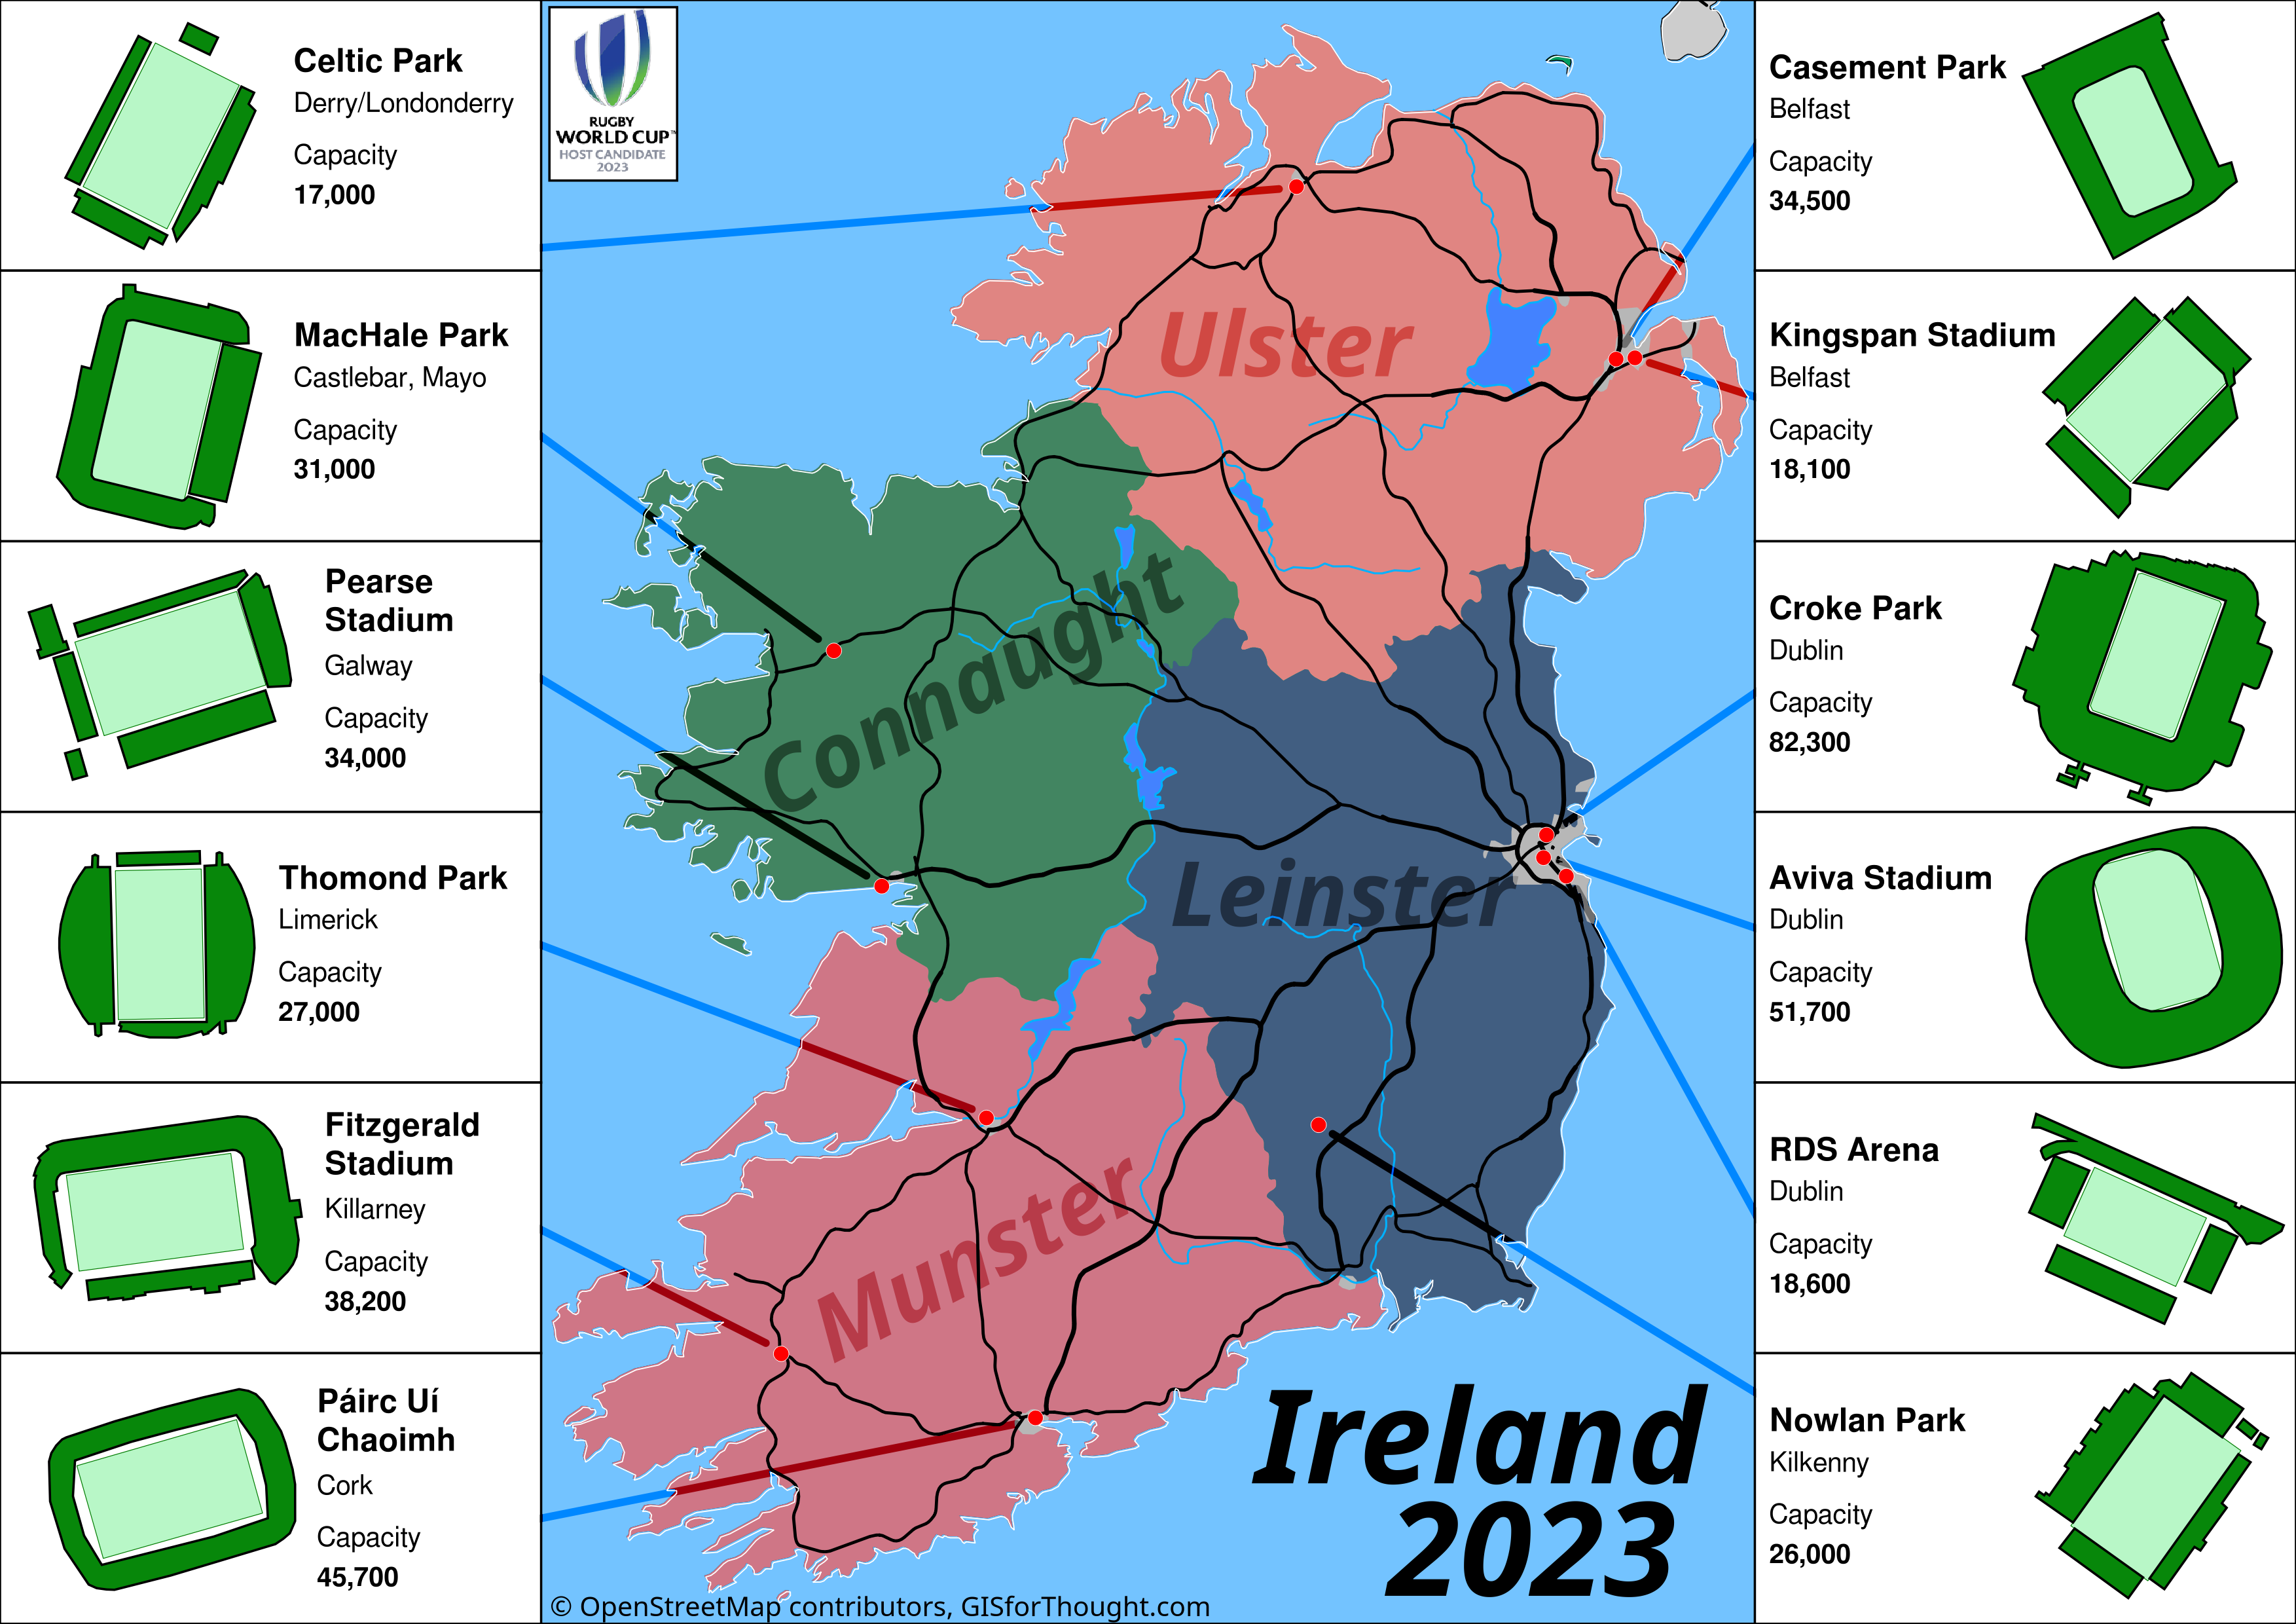 Celtic Park
Derry/Londonderry
Capacity
17,000
MacHale Park
Castlebar, Mayo
Capacity
31,000
Pearse
Stadium
Galway
Capacity
34,000
Thomond Park
Limerick
Capacity
27,000
Fitzgerald
Stadium
Killarney
Capacity
38,200
Páirc Uí
Chaoimh
Cork
Capacity
45,700
RUGBY
WORLD CUP™
HOST CANDIDATE
2023
Ulster
Connaught
Leinster
Munster
Ireland
2023
© OpenStreetMap contributors, GISforThought.com
Casement Park
Belfast
Capacity
34,500
Kingspan Stadium
Belfast
Capacity
18,100
Croke Park
Dublin
Capacity
82,300
Aviva Stadium
Dublin
Capacity
51,700
RDS Arena
Dublin
Capacity
18,600
Nowlan Park
Kilkenny
Capacity
26,000